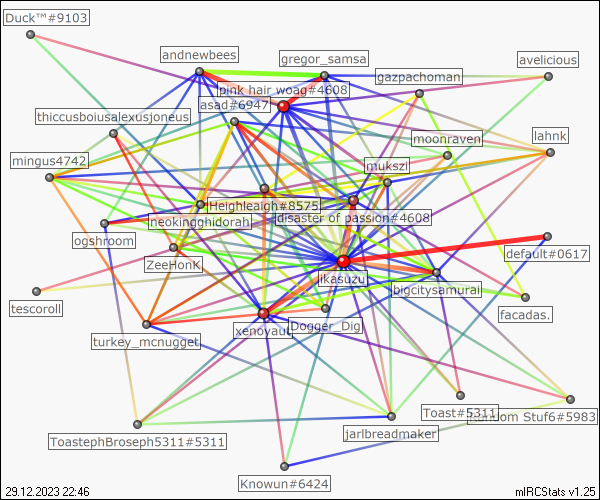 Duck™#9103
andnewbees
gregor_samsa
avelicious
gazpachoman
pink hair woag#4608
asad#6947
thiccusboiusalexusjoneus
moonraven
lahnk
mingus4742
mukszi
Heighleaigh#8575
disaster of passion#4608
neokingghidorah
ogshroom
ZeeHonk
default#0617
ikasuzu
bigcitysamurai
tescoroll
facadas.
xenoyaut
Dogger_Dig
turkey_mcnugget
Toast#5311
Random Stuf6#5983
jarlbreadmaker
ToastephBroseph5311#5311
Knowun#6424
29.12.2023 22:46
mIRCStats v1.25